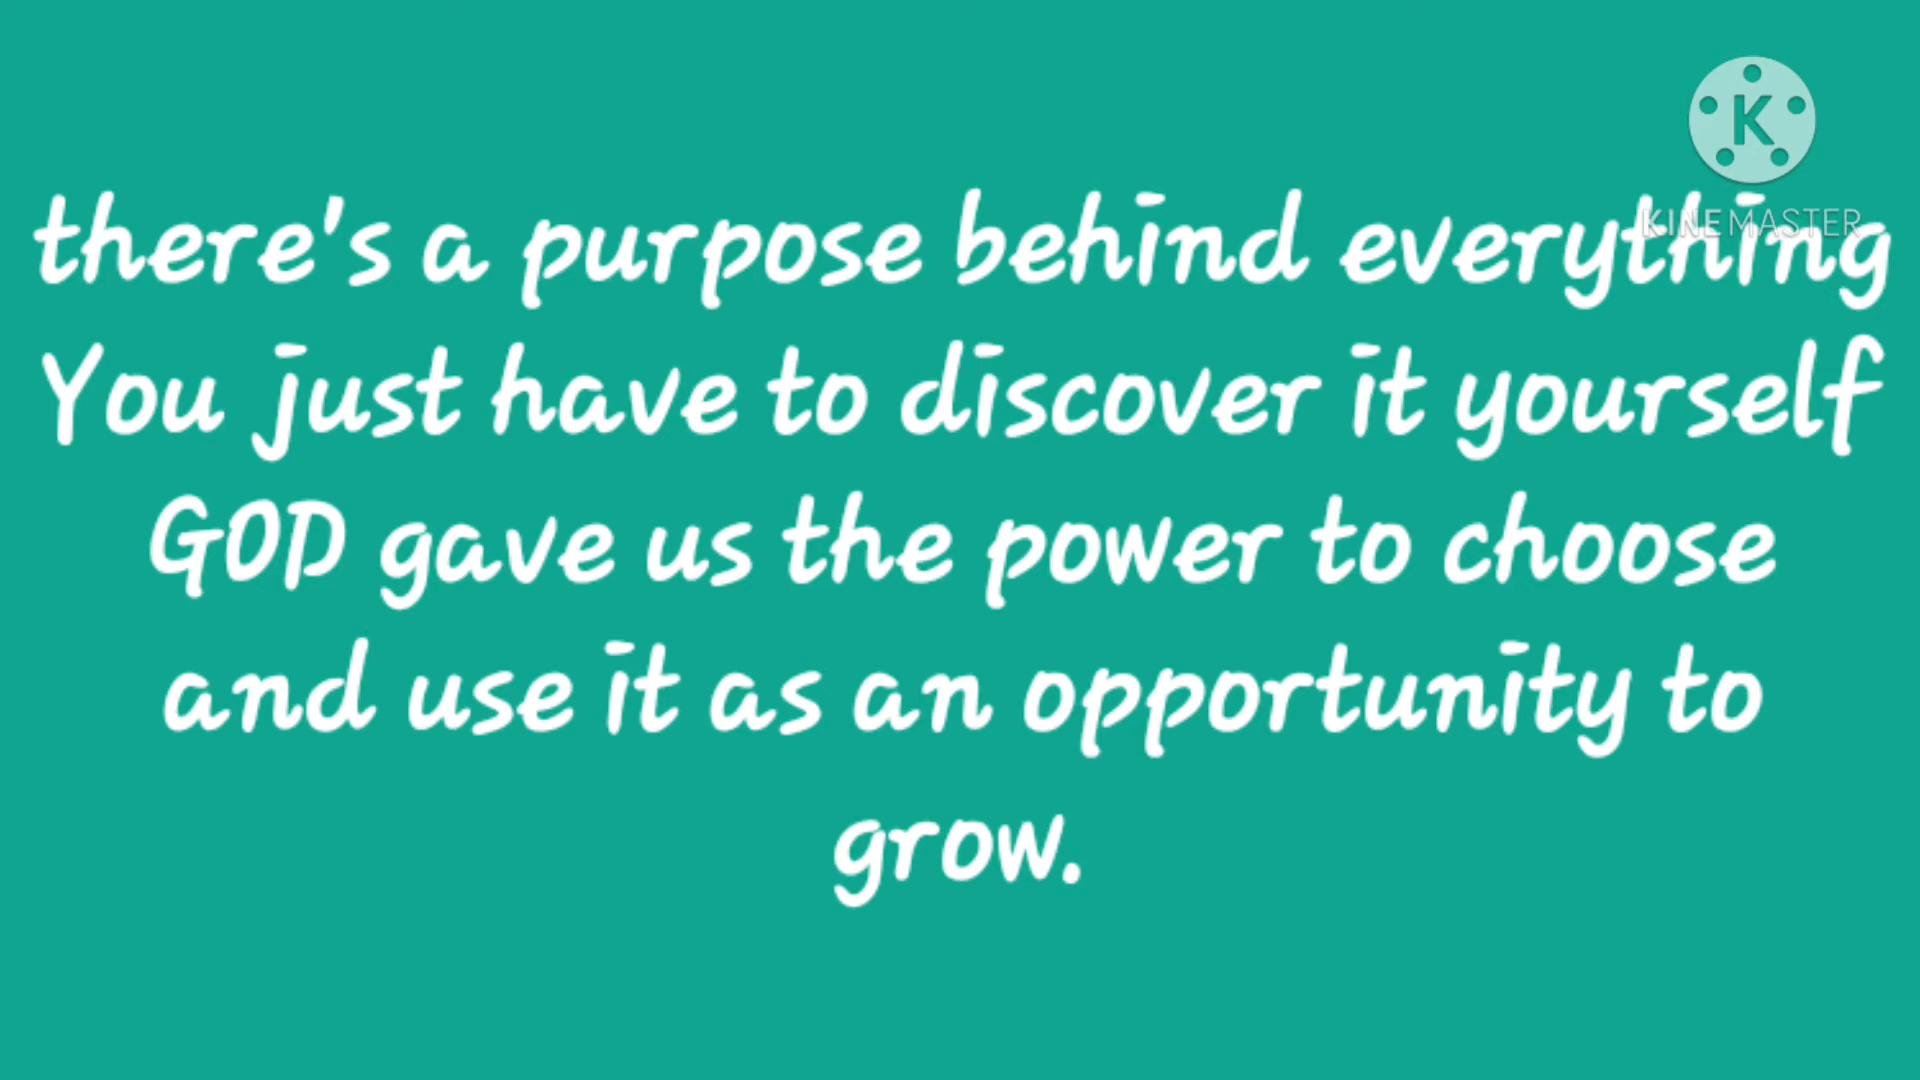 K
KINEMASTER
there's a purpose behind everything
You just have to discover it yourself
GOD gave us the power to choose
and use it as an opportunity to
grow.